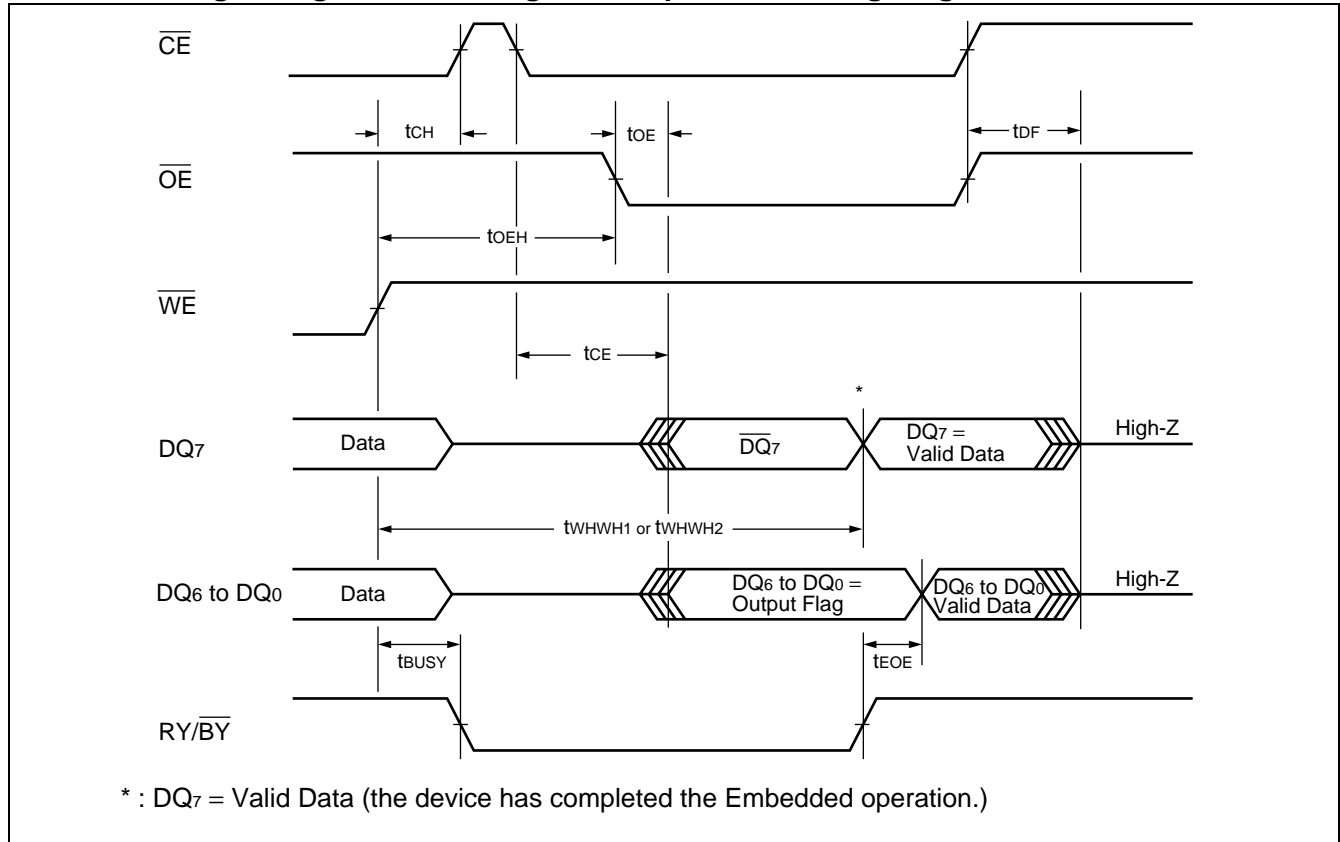 CE
tCH
tOE
tDF
OE
tOEH
WE
tCE
*
DQ7
Data
DQ7
DQ7 =
Valid Data
High-Z
tWHWH1 or tWHWH2
DQ6 to DQ0
Data
DQ6 to DQ0 =
Output Flag
DQ6 to DQ0
Valid Data
High-Z
tBUSY
tEOE
RY/BY
* : DQ7 = Valid Data (the device has completed the Embedded operation.)